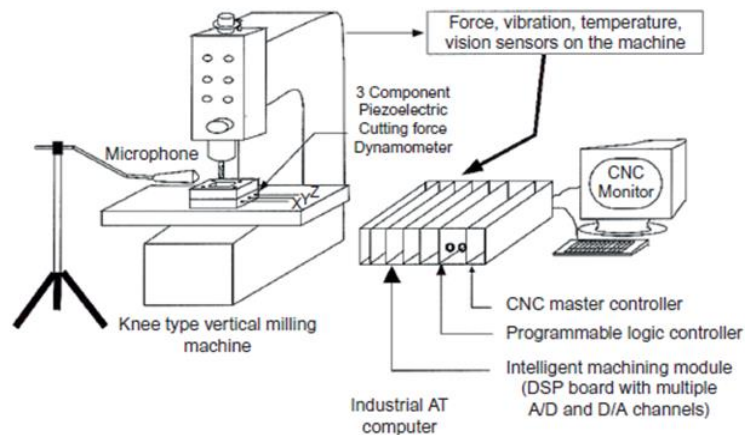 Force, vibration, temperature,
vision sensors on the machine
3 Component
Piezoelectric
Cutting force
Dynamometer
Microphone
XYZ
CNC
Monitor
Knee type vertical milling
machine
CNC master controller
Programmable logic controller
Intelligent machining module
(DSP board with multiple
A/D and D/A channels)
Industrial AT
computer